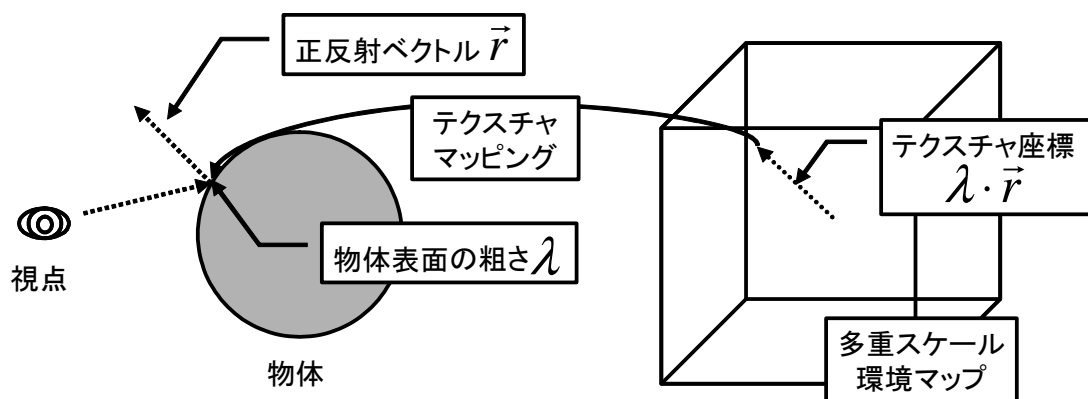 正反射ベクトル r⃗
テクスチャ
マッピング
テクスチャ座標
λ・r⃗
物体表面の粗さλ
視点
物体
多重スケール
環境マップ